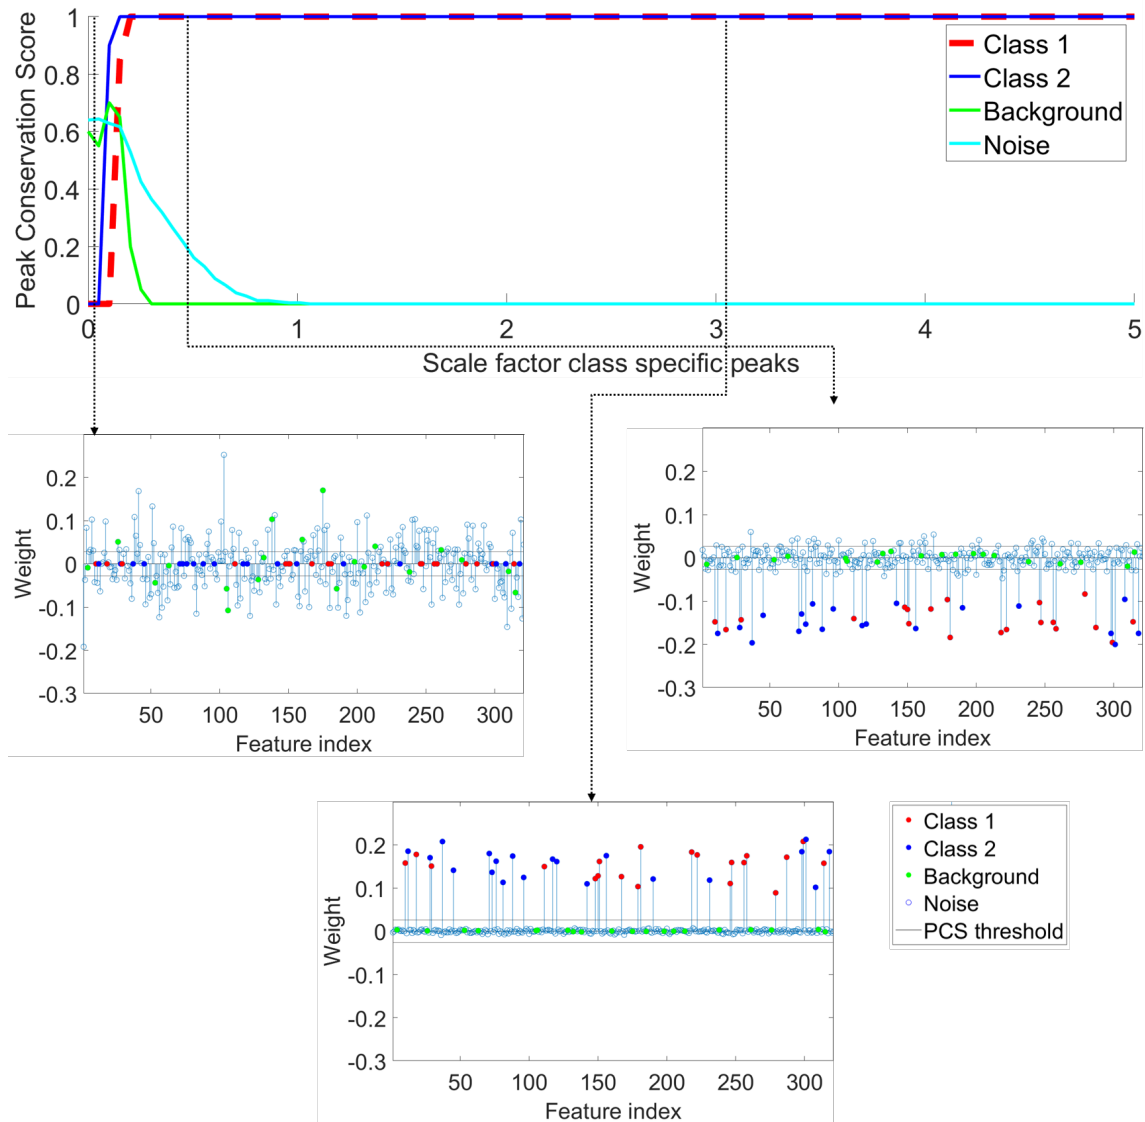 Peak Conservation Score
1
0.8
0.6
0.4
0.2
0
0 1 2 3 4 5
Scale factor class specific peaks
Class 1
Class 2
Background
Noise
Weight
0.2
0.1
0
-0.1
-0.2
-0.3
50 100 150 200 250 300
Feature index
Weight
0.2
0.1
0
-0.1
-0.2
-0.3
50 100 150 200 250 300
Feature index
Weight
0.2
0.1
0
-0.1
-0.2
-0.3
50 100 150 200 250 300
Feature index
Class 1
Class 2
Background
Noise
PCS threshold